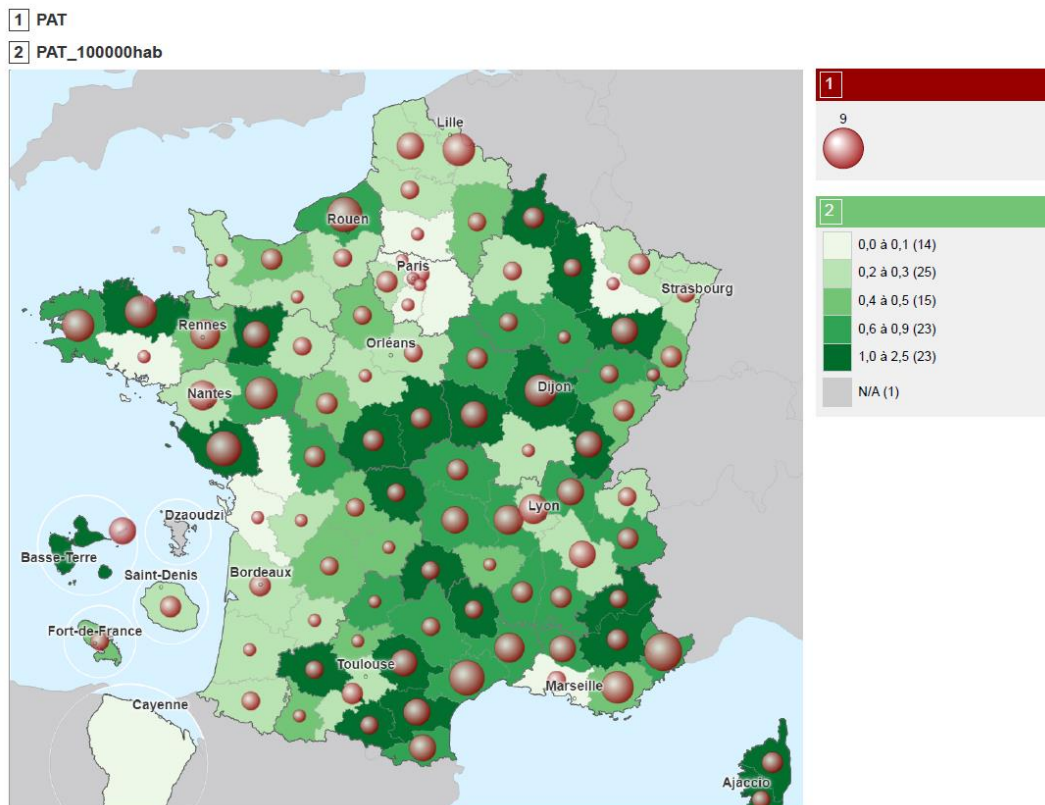 1 PAT
2 PAT_100000hab
1
9
2
0,0 à 0,1 (14)
0,2 à 0,3 (25)
0,4 à 0,5 (15)
0,6 à 0,9 (23)
1,0 à 2,5 (23)
N/A (1)
Lille
Rouen
Paris
Strasbourg
Rennes
Orléans
Nantes
Dijon
Lyon
Dzaoudzi
Basse-Terre
Saint-Denis
Bordeaux
Fort-de-France
Toulouse
Marseille
Cayenne
Ajaccio